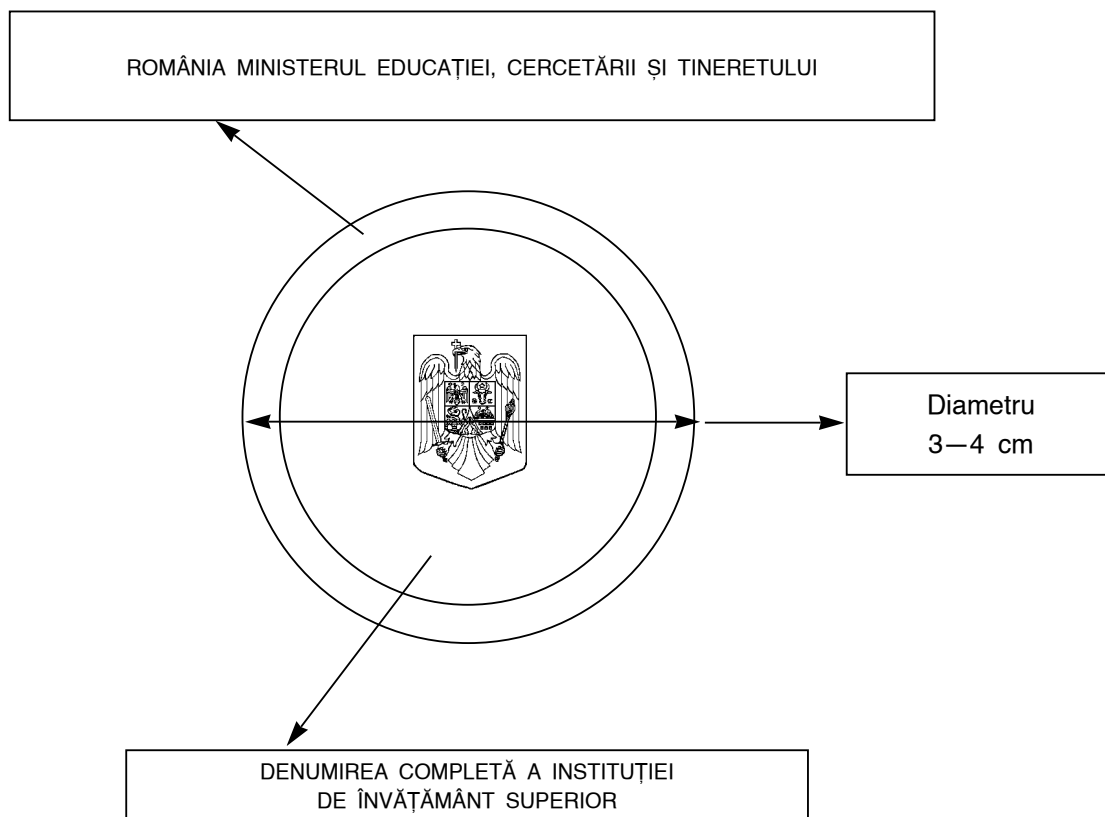 ROMÂNIA MINISTERUL EDUCAȚIEI, CERCETĂRII ȘI TINERETULUI
Diametru
3—4 cm
DENUMIREA COMPLETĂ A INSTITUȚIEI
DE ÎNVĂȚĂMÂNT SUPERIOR